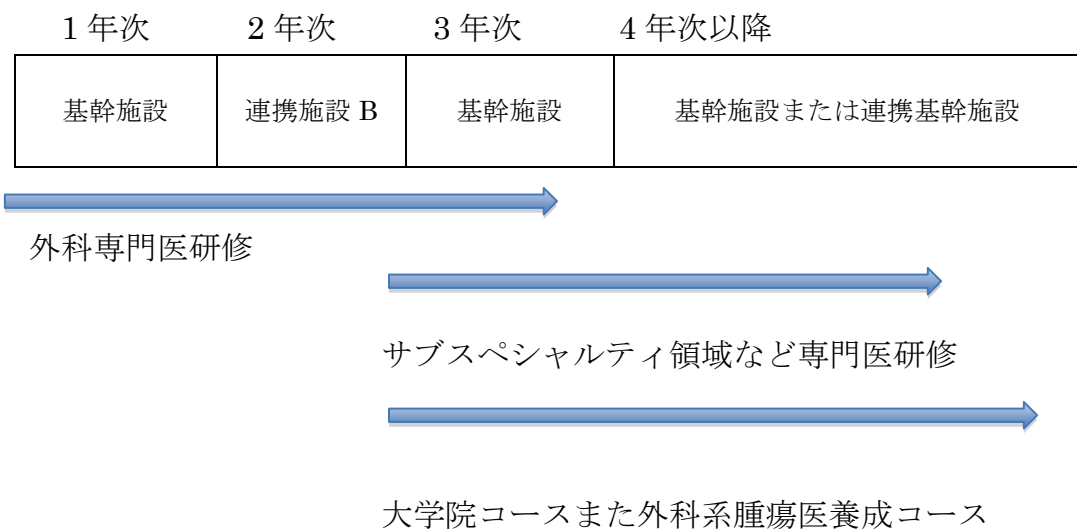 1 年次 2 年次 3 年次 4 年次以降
基幹施設 連携施設 B 基幹施設 基幹施設または連携基幹施設
外科専門医研修
サブスペシャルティ領域など専門医研修
大学院コースまた外科系腫瘍医養成コース